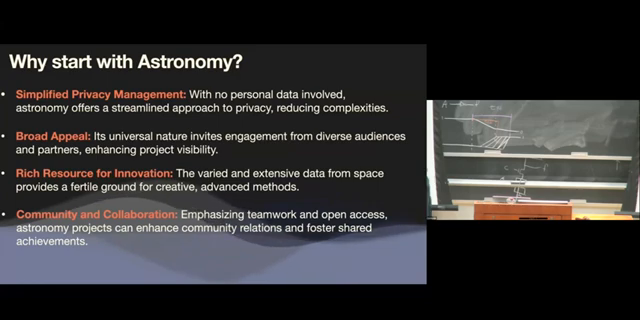 Why start with Astronomy?
• Simplified Privacy Management: With no personal data involved,
astronomy offers a streamlined approach to privacy, reducing complexities.
• Broad Appeal: Its universal nature invites engagement from diverse audiences
and partners, enhancing project visibility.
• Rich Resource for Innovation: The varied and extensive data from space
provides a fertile ground for creative, advanced methods.
• Community and Collaboration: Emphasizing teamwork and open access,
astronomy projects can enhance community relations and foster shared
achievements.